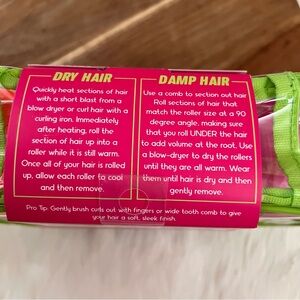 DRY HAIR
Quickly heat sections of hair
with a short blast from a
blow dryer or curl hair with a
curling iron. Immediately
after heating, roll the
section of hair up into a
roller while it is still warm.
Once all of your hair is rolled
up, allow each roller to cool
and then remove.
DAMP HAIR
Use a comb to section out hair
Roll sections of hair that
match the roller size at a 90
degree angle, making sure
that you roll UNDER the hair
to add volume at the root. Use
a blow-dryer to dry the rollers
until they are all warm. Wear
them until hair is dry and then
gently remove.
Pro Tip: Gently brush curls out with fingers or wide tooth comb to give
your hair a soft, sleek finish.